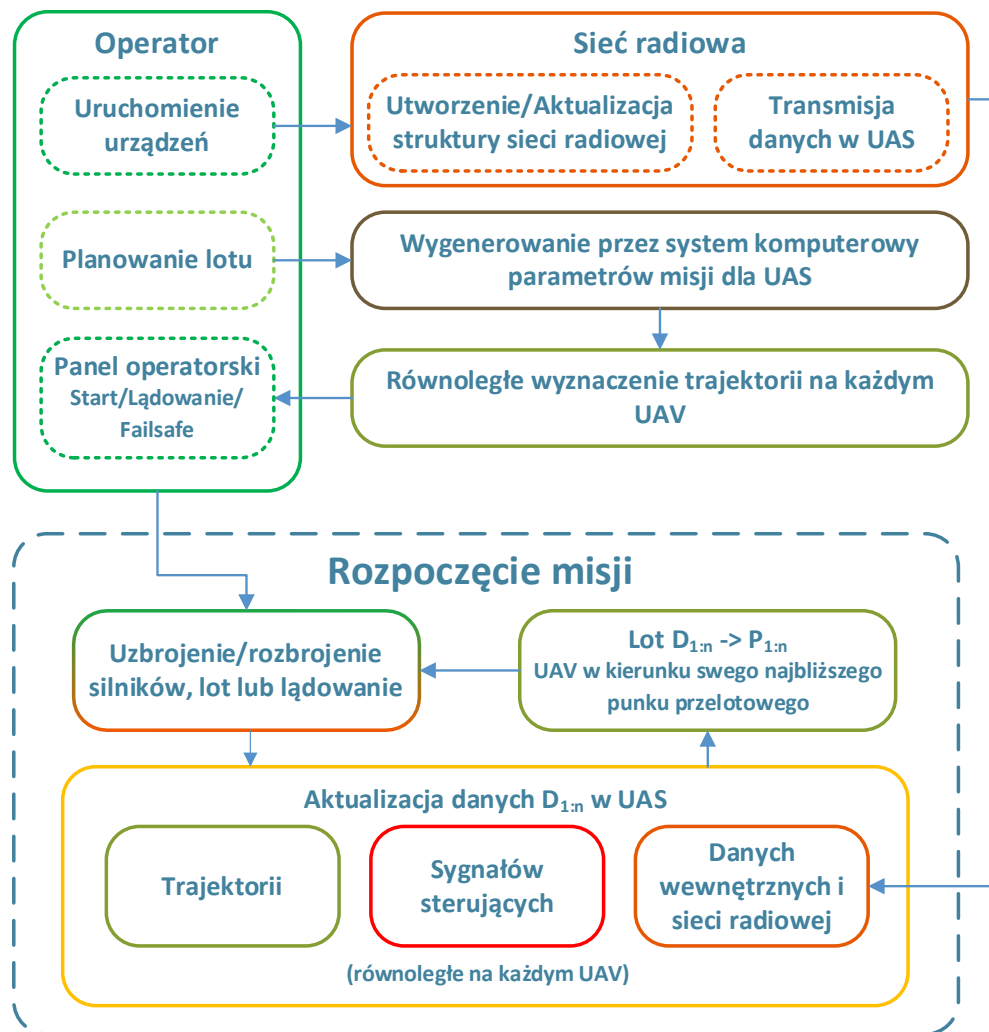 Operator
Uruchomienie
urządzeń
Planowanie lotu
Panel operatorski
Start/Lądowanie/
Failsafe
Sieć radiowa
Utworzenie/Aktualizacja
struktury sieci radiowej
Transmisja
danych w UAS
Wygenerowanie przez system komputerowy
parametrów misji dla UAS
Równoległe wyznaczenie trajektorii na każdym
UAV
Rozpoczęcie misji
Uzbrojenie/rozbrojenie
silników, lot lub lądowanie
Lot D1:n -> P1:n
UAV w kierunku swego najbliższego
punku przelotowego
Aktualizacja danych D1:n w UAS
Trajektorii
Sygnałów
sterujących
Danych
wewnętrznych i
sieci radiowej
(równoległe na każdym UAV)